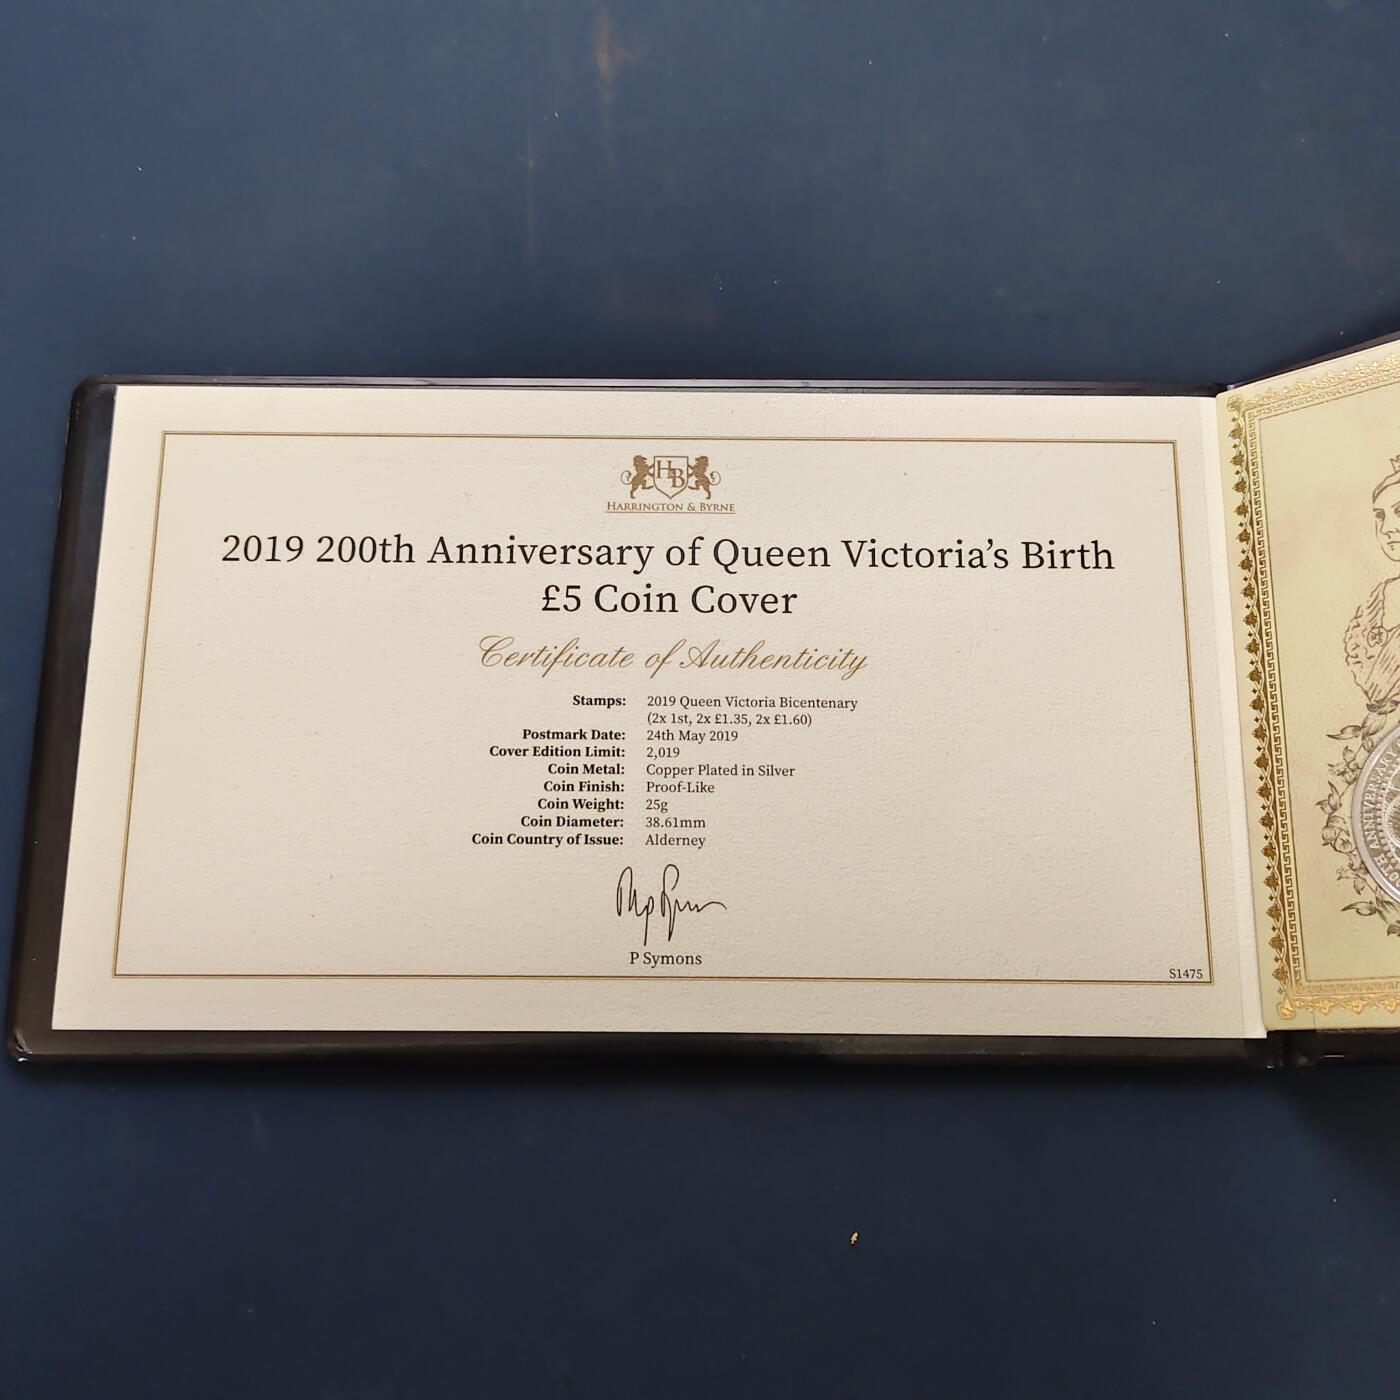 HB
HARRINGTON & BYRNE
2019 200th Anniversary of Queen Victoria’s Birth
£5 Coin Cover
Certificate of Authenticity
Stamps: 2019 Queen Victoria Bicentenary
(2x 1st, 2x £1.35, 2x £1.60)
Postmark Date: 24th May 2019
Cover Edition Limit: 2,019
Coin Metal: Copper Plated in Silver
Coin Finish: Proof-Like
Coin Weight: 25g
Coin Diameter: 38.61mm
Coin Country of Issue: Alderney
P Symons
S1475
ANNIVERSARY